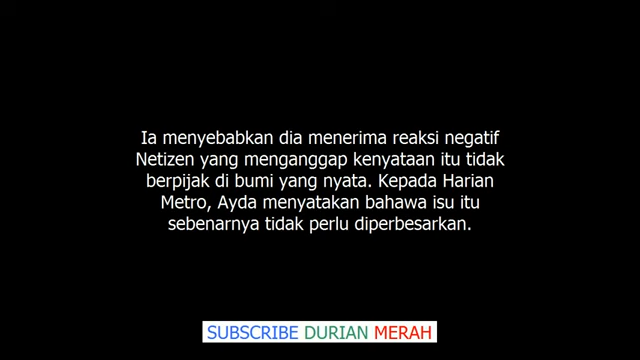 Ia menyebabkan dia menerima reaksi negatif
Netizen yang menganggap kenyataan itu tidak
berpijak di bumi yang nyata. Kepada Harian
Metro, Ayda menyatakan bahawa isu itu
sebenarnya tidak perlu diperbesarkan.
SUBSCRIBE DURIAN MERAH